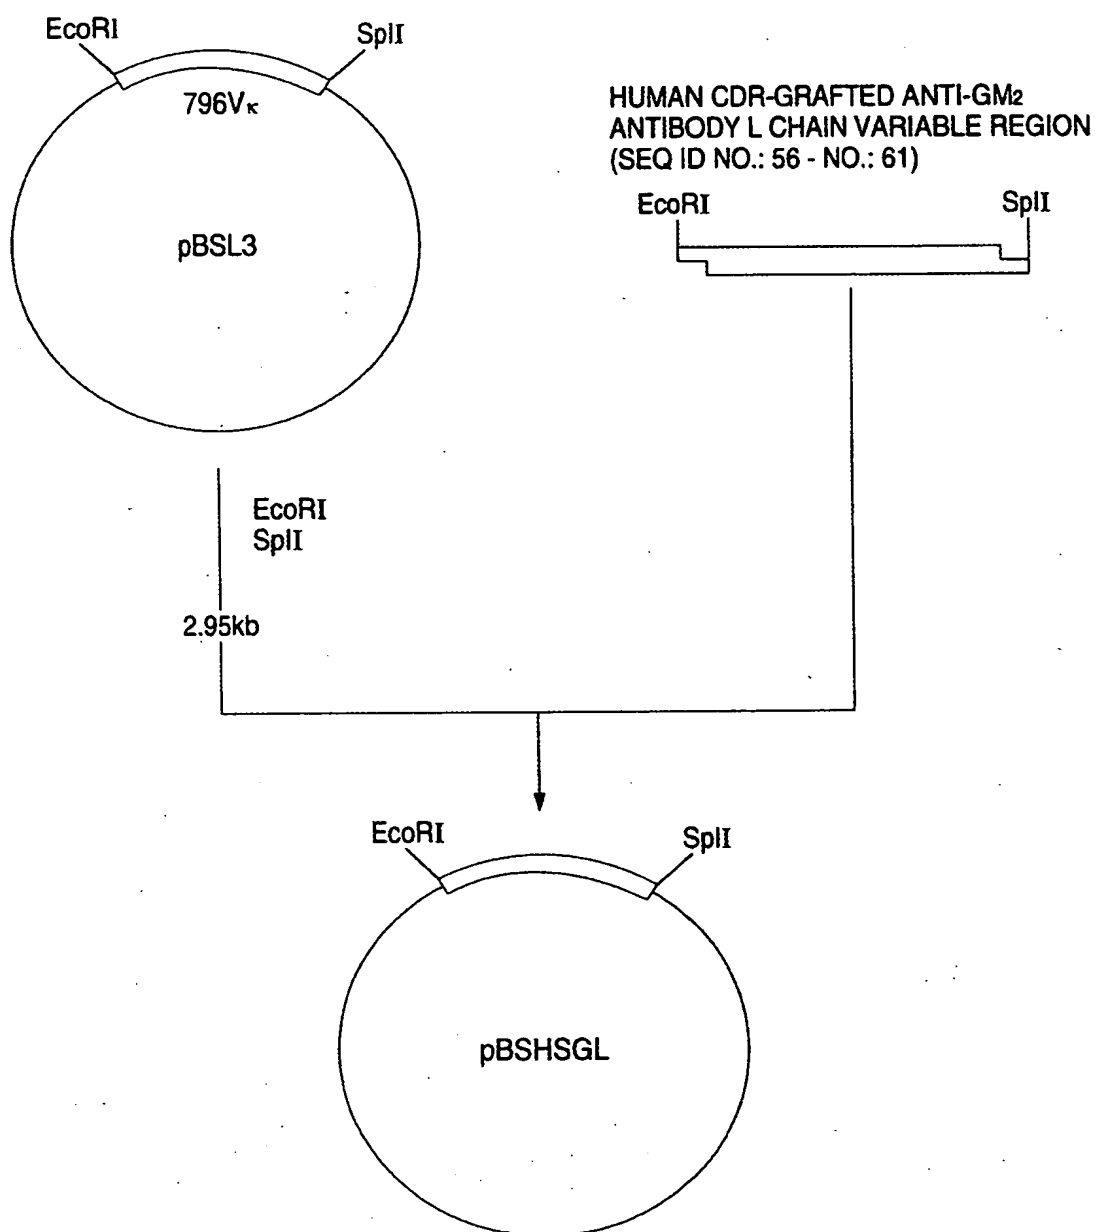 EcoRI
SplI
796Vκ
pBSL3
HUMAN CDR-GRAFTED ANTI-GM2
ANTIBODY L CHAIN VARIABLE REGION
(SEQ ID NO.: 56 - NO.: 61)
EcoRI
SplI
EcoRI
SplI
2.95kb
EcoRI
SplI
pBSHSGL